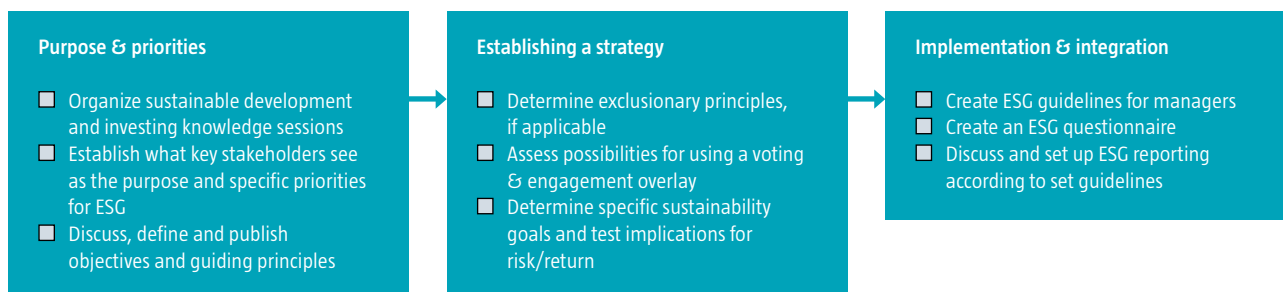 Purpose & priorities
Organize sustainable development
and investing knowledge sessions
Establish what key stakeholders see
as the purpose and specific priorities
for ESG
Discuss, define and publish
objectives and guiding principles
Establishing a strategy
Determine exclusionary principles,
if applicable
Assess possibilities for using a voting
& engagement overlay
Determine specific sustainability
goals and test implications for
risk/return
Implementation & integration
Create ESG guidelines for managers
Create an ESG questionnaire
Discuss and set up ESG reporting
according to set guidelines